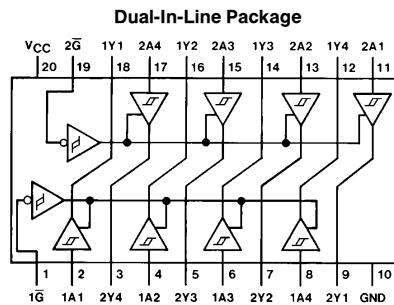 Dual-In-Line Package
VCC 2G̅ 1Y1 2A4 1Y2 2A3 1Y3 2A2 1Y4 2A1
20 19 18 17 16 15 14 13 12 11
1 2 3 4 5 6 7 8 9 10
1G̅ 1A1 2Y4 1A2 2Y3 1A3 2Y2 1A4 2Y1 GND